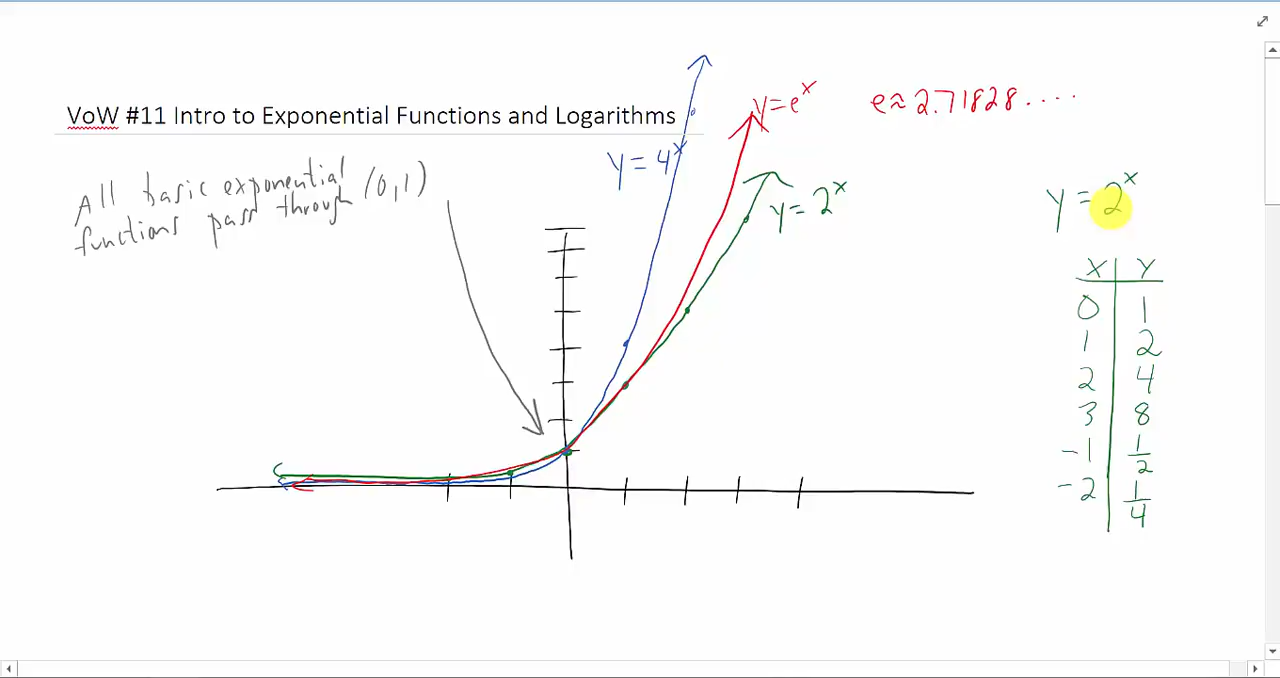 VoW #11 Intro to Exponential Functions and Logarithms
All basic exponential
functions pass through (0,1)
y = 4^x
y = e^x
e ≈ 2.71828....
y = 2^x
y = 2^x
X | Y
0 | 1
1 | 2
2 | 4
3 | 8
-1 | 1/2
-2 | 1/4